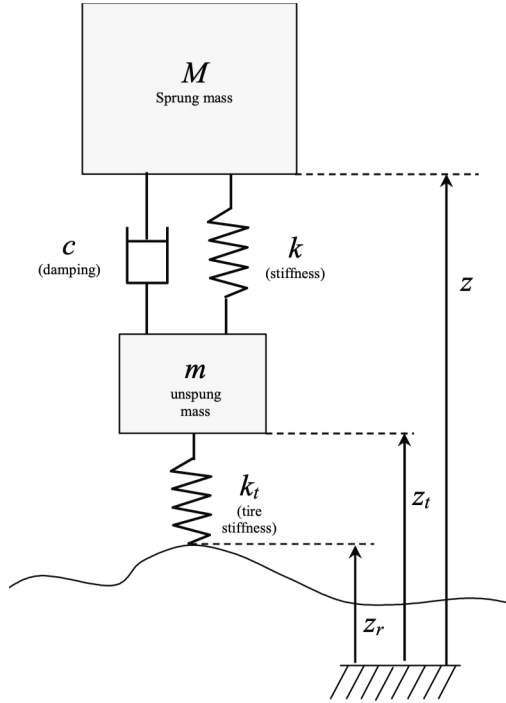 M
Sprung mass
c
(damping)
k
(stiffness)
z
m
unspung
mass
k_t
(tire
stiffness)
z_t
z_r